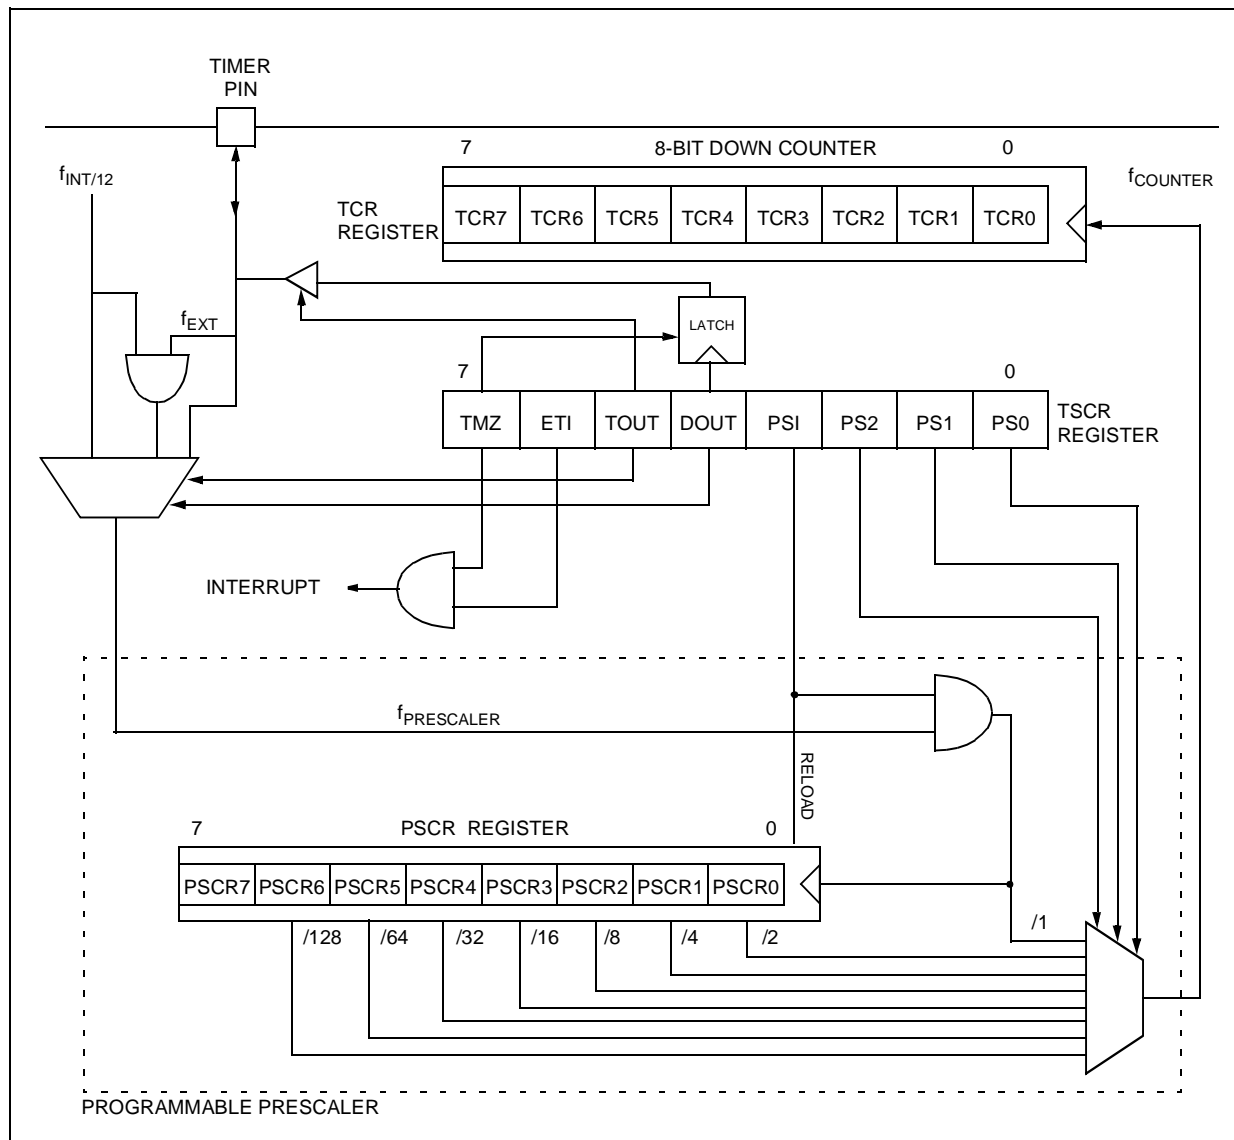 TIMER
PIN
7 8-BIT DOWN COUNTER 0
fINT/12
fCOUNTER
TCR
REGISTER
TCR7 TCR6 TCR5 TCR4 TCR3 TCR2 TCR1 TCR0
fEXT
LATCH
7 0
TMZ ETI TOUT DOUT PSI PS2 PS1 PS0
TSCR
REGISTER
INTERRUPT
fPRESCALER
RELOAD
7 PSCR REGISTER 0
PSCR7 PSCR6 PSCR5 PSCR4 PSCR3 PSCR2 PSCR1 PSCR0
/128 /64 /32 /16 /8 /4 /2 /1
PROGRAMMABLE PRESCALER